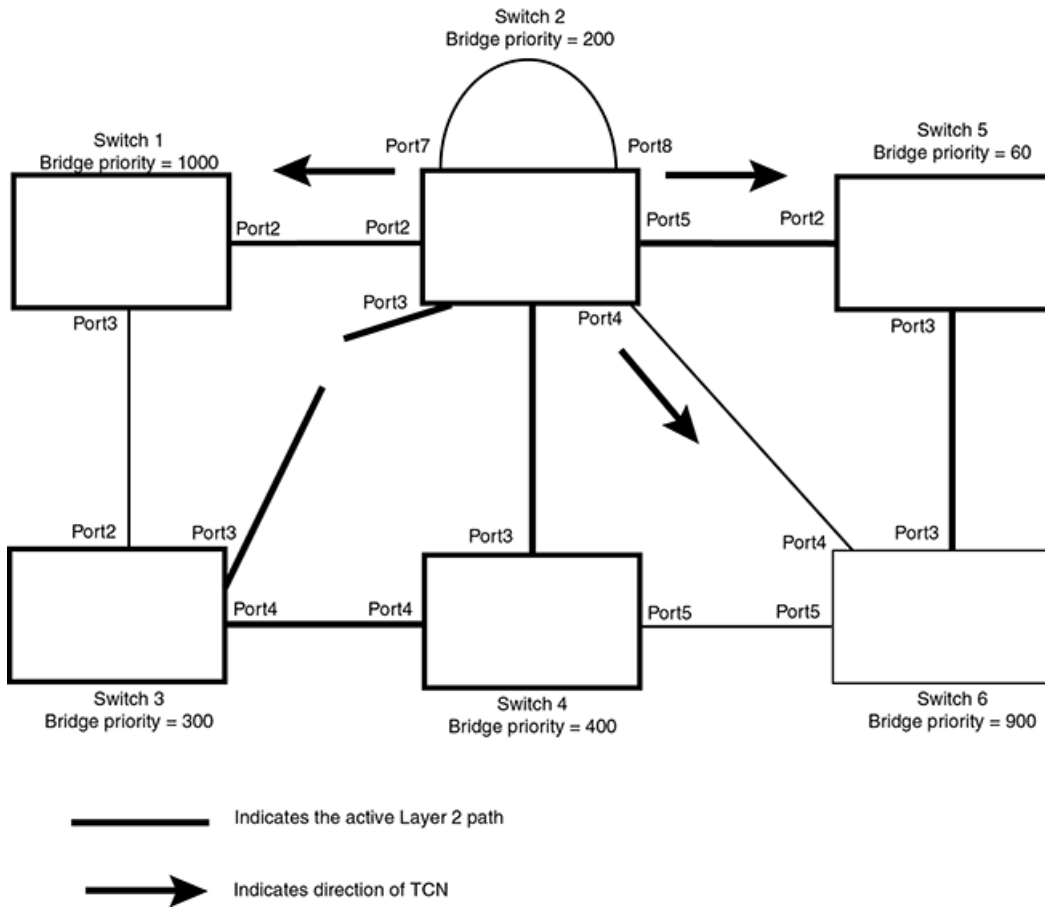 Switch 2
Bridge priority = 200
Switch 1
Bridge priority = 1000
Port7
Port8
Switch 5
Bridge priority = 60
Port2
Port2
Port5
Port2
Port3
Port3
Port4
Port3
Port2
Port3
Port3
Port4
Port3
Port4
Port4
Port5
Port5
Switch 3
Bridge priority = 300
Switch 4
Bridge priority = 400
Switch 6
Bridge priority = 900
Indicates the active Layer 2 path
Indicates direction of TCN